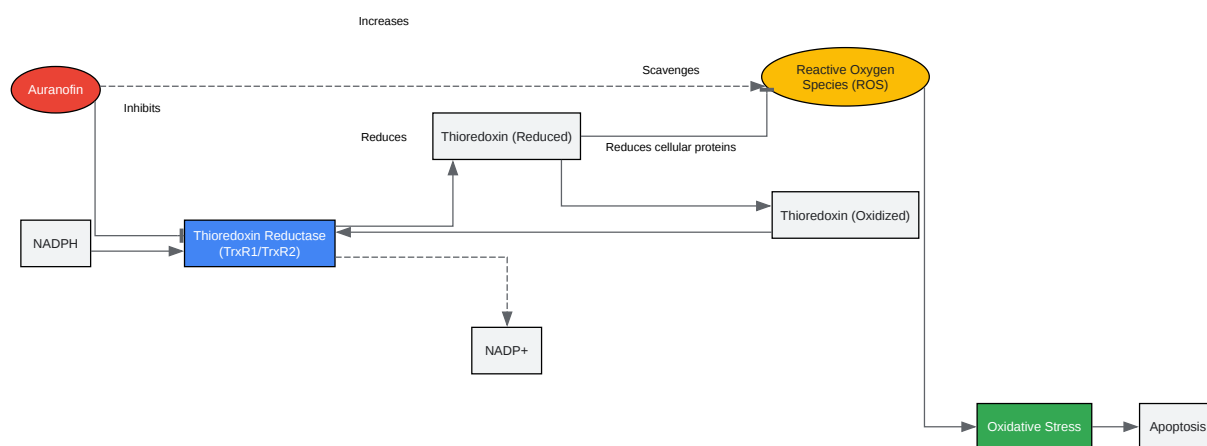 Increases
Auranofin
Scavenges
Reactive Oxygen
Species (ROS)
Inhibits
Reduces
Thioredoxin (Reduced)
Reduces cellular proteins
Thioredoxin (Oxidized)
NADPH
Thioredoxin Reductase
(TrxR1/TrxR2)
NADP+
Oxidative Stress
Apoptosis